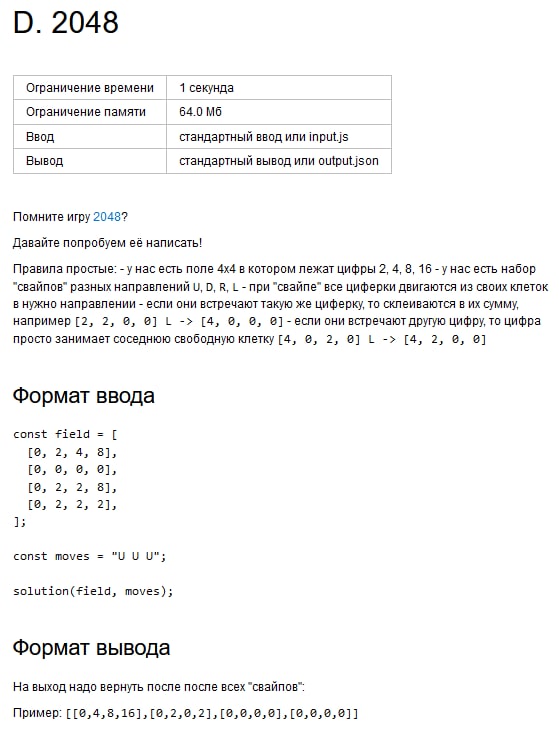 D. 2048
Ограничение времени 1 секунда
Ограничение памяти 64.0 Мб
Ввод стандартный ввод или input.js
Вывод стандартный вывод или output.json
Помните игру 2048?
Давайте попробуем её написать!
Правила простые: - у нас есть поле 4x4 в котором лежат цифры 2, 4, 8, 16 - у нас есть набор
"свайпов" разных направлений U, D, R, L - при "свайпе" все циферки двигаются из своих клеток
в нужно направлении - если они встречают такую же циферку, то склеиваются в их сумму,
например [2, 2, 0, 0] L -> [4, 0, 0, 0] - если они встречают другую цифру, то цифра
просто занимает соседнюю свободную клетку [4, 0, 2, 0] L -> [4, 2, 0, 0]
Формат ввода
const field = [
[0, 2, 4, 8],
[0, 0, 0, 0],
[0, 2, 2, 8],
[0, 2, 2, 2],
];
const moves = "U U U";
solution(field, moves);
Формат вывода
На выход надо вернуть после после всех "свайпов":
Пример: [[0,4,8,16],[0,2,0,2],[0,0,0,0],[0,0,0,0]]